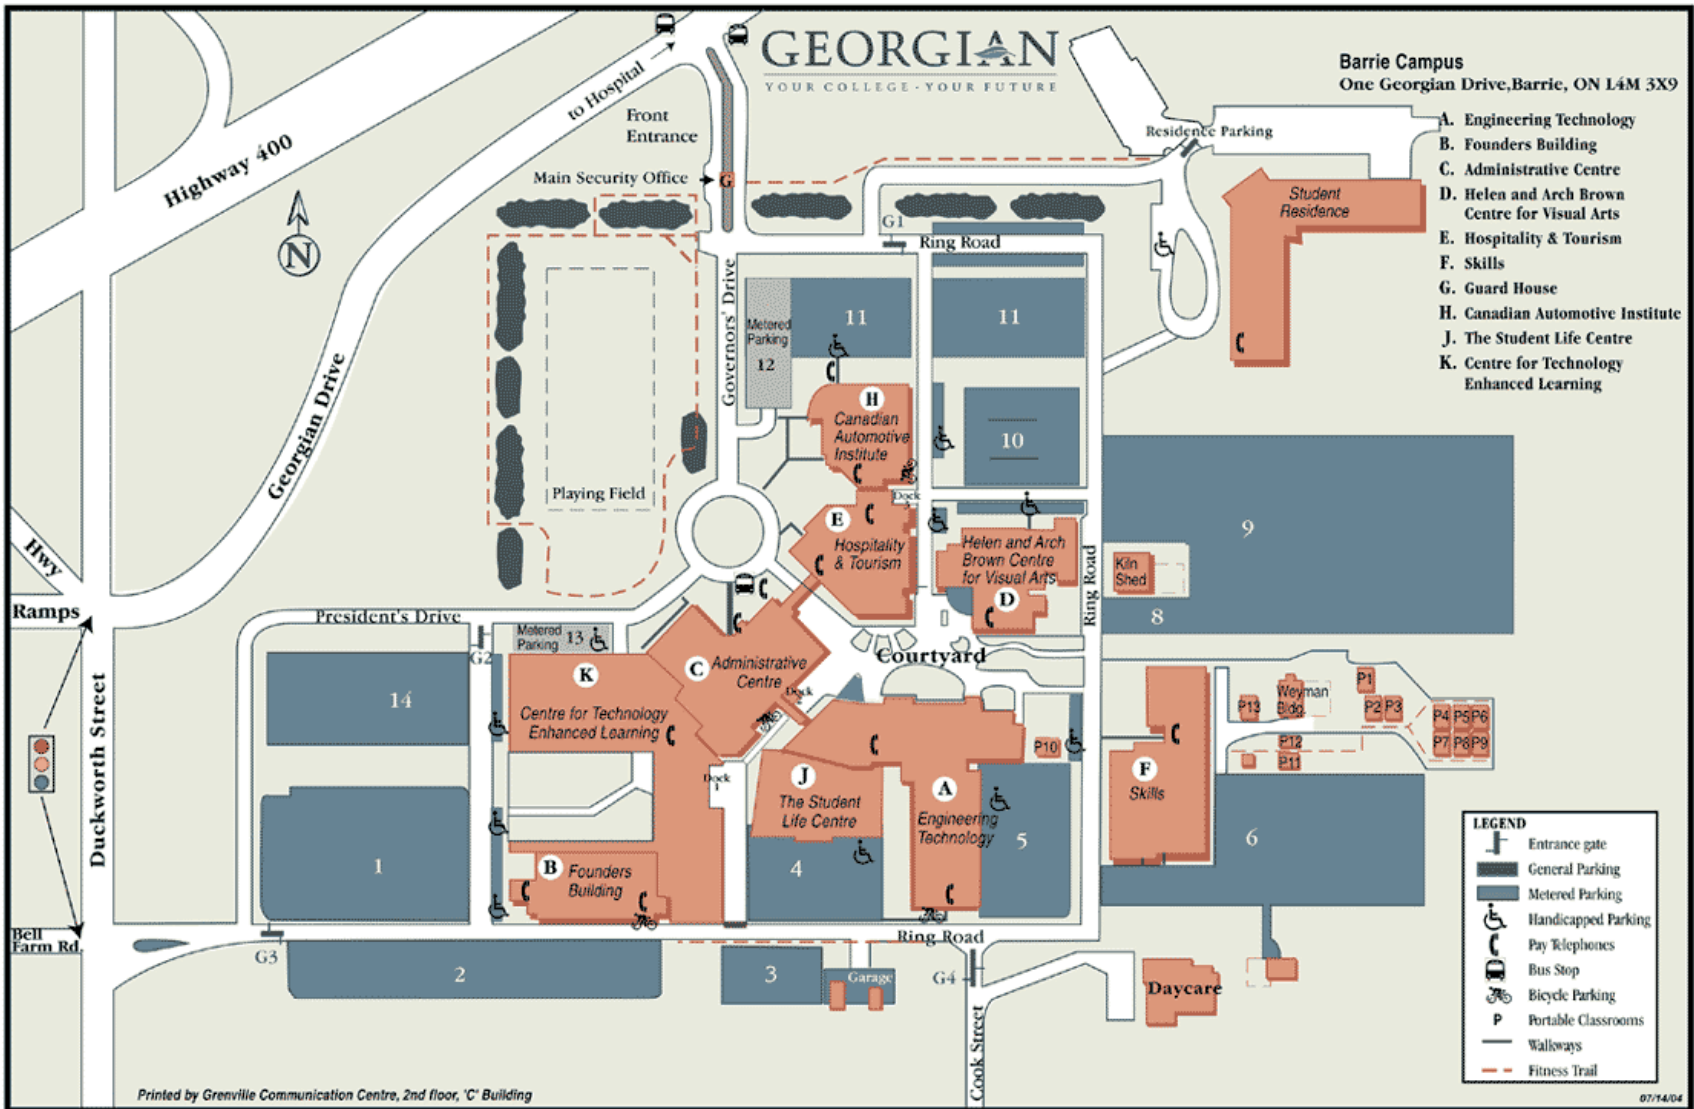 GEORGIAN
YOUR COLLEGE · YOUR FUTURE
Barrie Campus
One Georgian Drive,Barrie, ON L4M 3X9
A. Engineering Technology
B. Founders Building
C. Administrative Centre
D. Helen and Arch Brown
Centre for Visual Arts
E. Hospitality & Tourism
F. Skills
G. Guard House
H. Canadian Automotive Institute
J. The Student Life Centre
K. Centre for Technology
Enhanced Learning
to Hospital
Front
Entrance
Main Security Office
G
Highway 400
N
Residence Parking
Student
Residence
G1
Ring Road
Governors' Drive
Metered
Parking
12
11
11
10
H
Canadian
Automotive
Institute
Dock
Georgian Drive
Playing Field
E
Hospitality
& Tourism
Helen and Arch
Brown Centre
for Visual Arts
D
Ring Road
Kiln
Shed
9
8
Hwy
Ramps
President's Drive
G2
Metered
Parking
13
Courtyard
C
Administrative
Centre
Dock
K
Centre for Technology
Enhanced Learning
14
Duckworth Street
Dock
1
J
The Student
Life Centre
A
Engineering
Technology
P10
5
4
F
Skills
P13
Weyman
Bldg.
P1
P2
P3
P4
P5
P6
P7
P8
P9
P12
P11
6
1
B
Founders
Building
Bell
Farm Rd.
G3
2
3
Garage
Ring Road
G4
Cook Street
Daycare
LEGEND
Entrance gate
General Parking
Metered Parking
Handicapped Parking
Pay Telephones
Bus Stop
Bicycle Parking
P Portable Classrooms
Walkways
Fitness Trail
Printed by Grenville Communication Centre, 2nd floor, 'C' Building
07/14/04